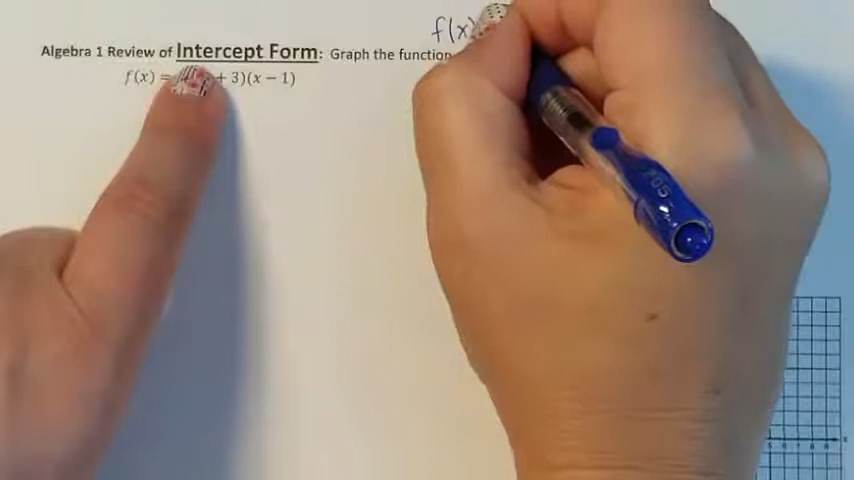 f(x)
Algebra 1 Review of Intercept Form: Graph the function
f(x) = + 3)(x − 1)